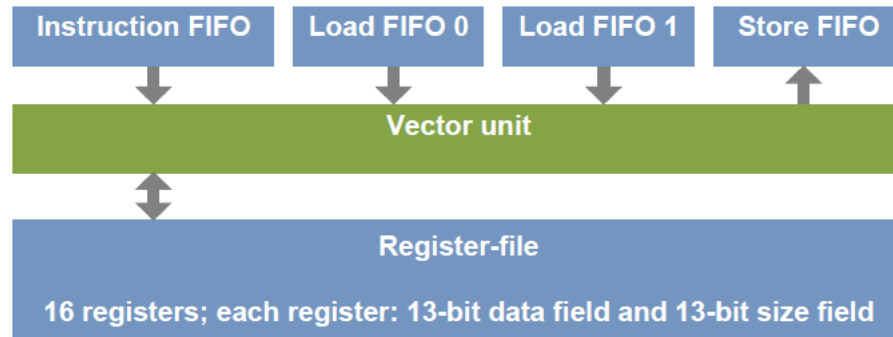 Instruction FIFO
Load FIFO 0
Load FIFO 1
Store FIFO
Vector unit
Register-file
16 registers; each register: 13-bit data field and 13-bit size field